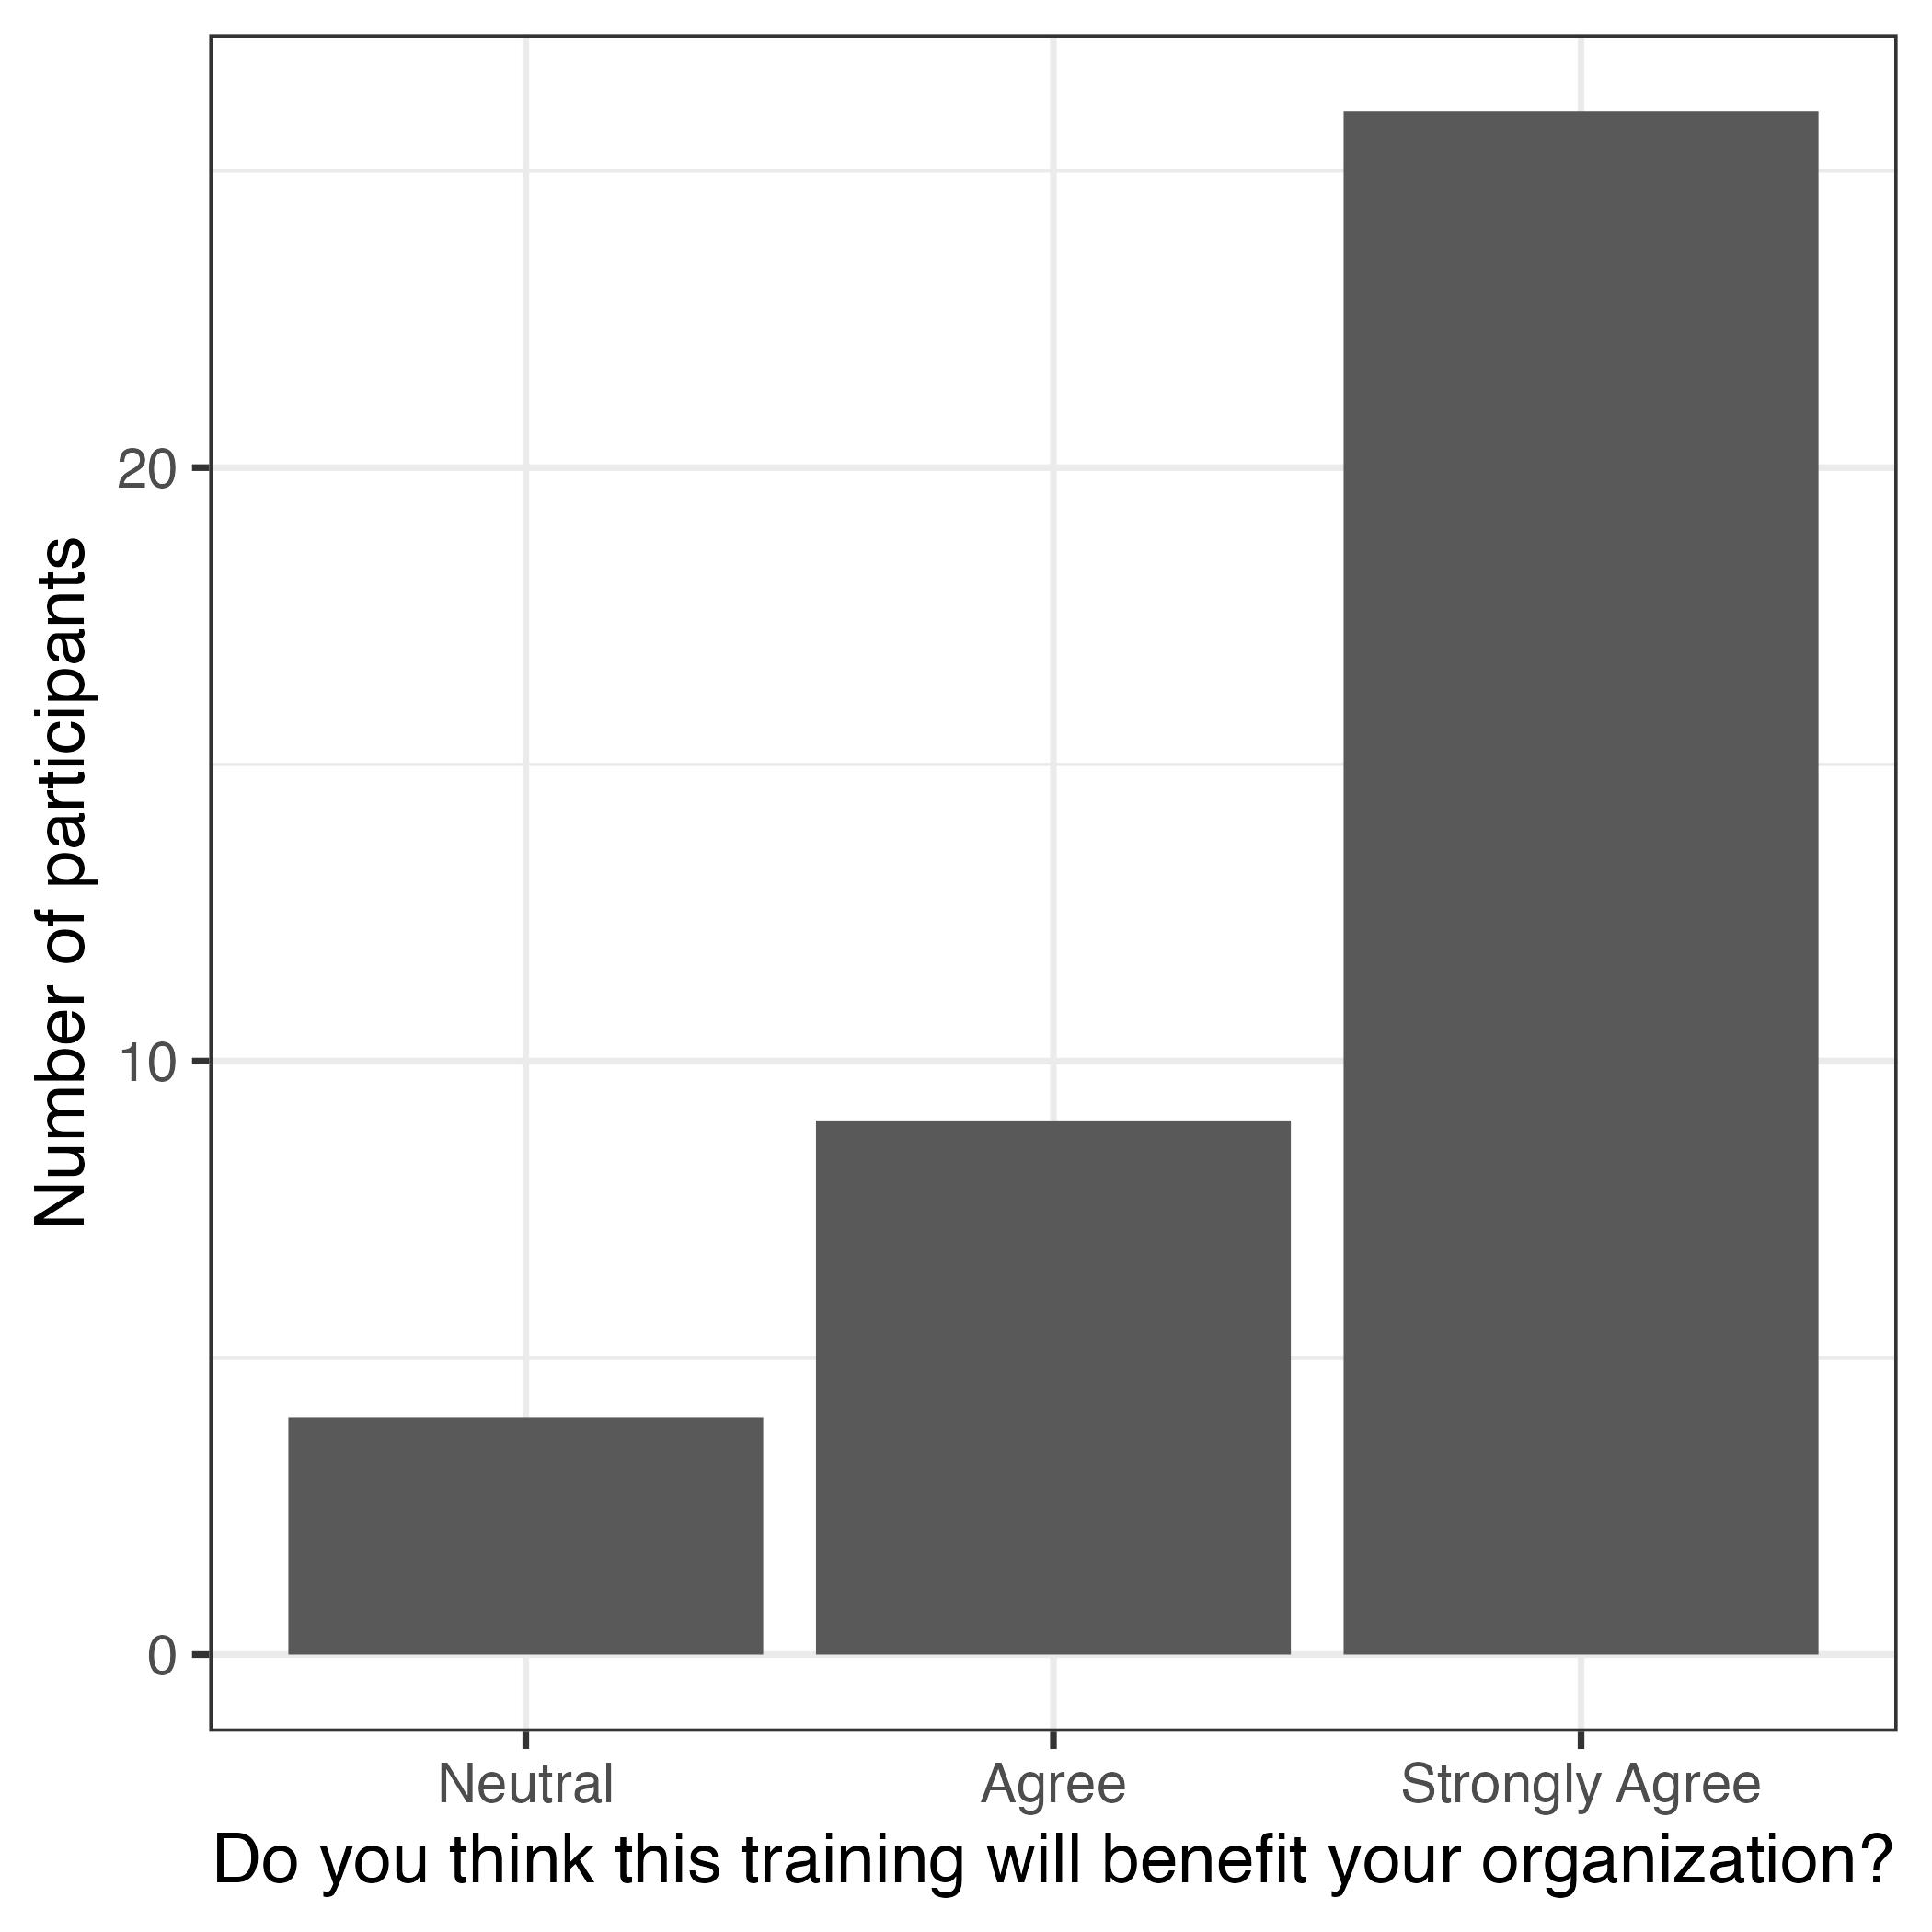 Number of participants
20
10
0
Neutral Agree Strongly Agree
Do you think this training will benefit your organization?